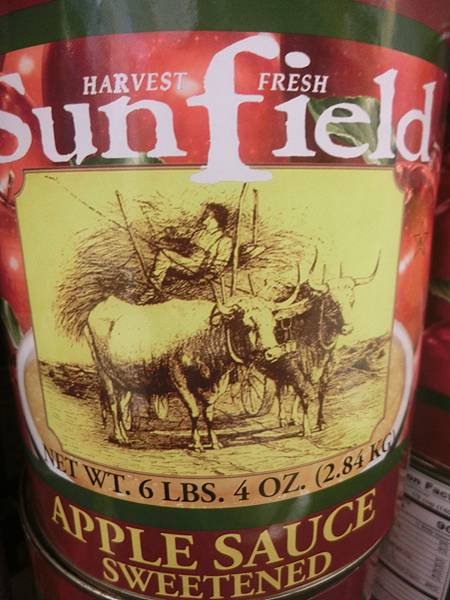 HARVEST FRESH
Sunfield
NET WT. 6 LBS. 4 OZ. (2.84 KG)
APPLE SAUCE
SWEETENED